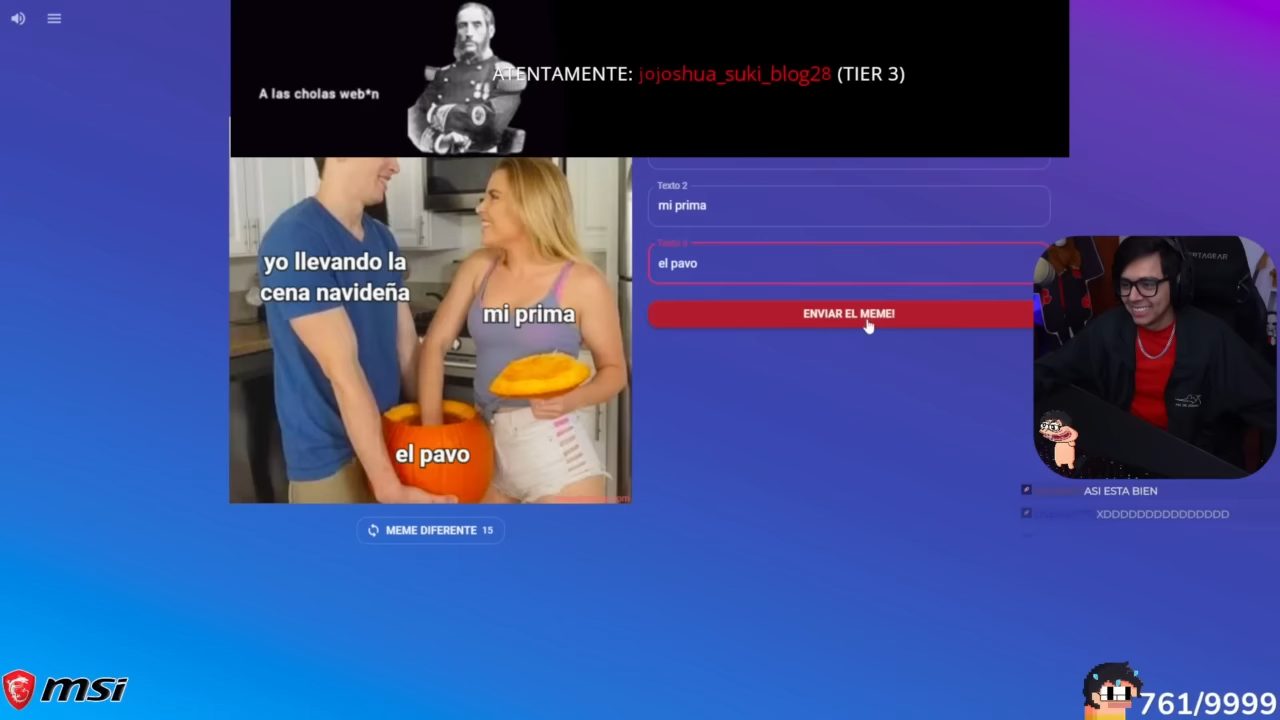 ATENTAMENTE: jojoshua_suki_blog28 (TIER 3)
A las cholas web*n
Texto 2
mi prima
el pavo
ENVIAR EL MEME!
yo llevando la
cena navideña
mi prima
el pavo
MEME DIFERENTE 15
ASI ESTA BIEN
XDDDDDDDDDDDDDDD
msi
761/9999